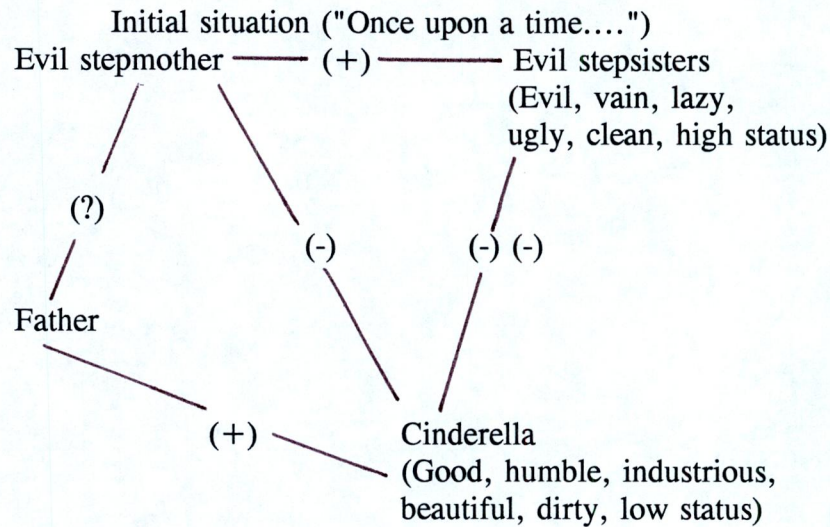 Initial situation ("Once upon a time....")
Evil stepmother (+) Evil stepsisters
(Evil, vain, lazy,
ugly, clean, high status)
(?)
(-) (-) (-)
Father
(+) Cinderella
(Good, humble, industrious,
beautiful, dirty, low status)